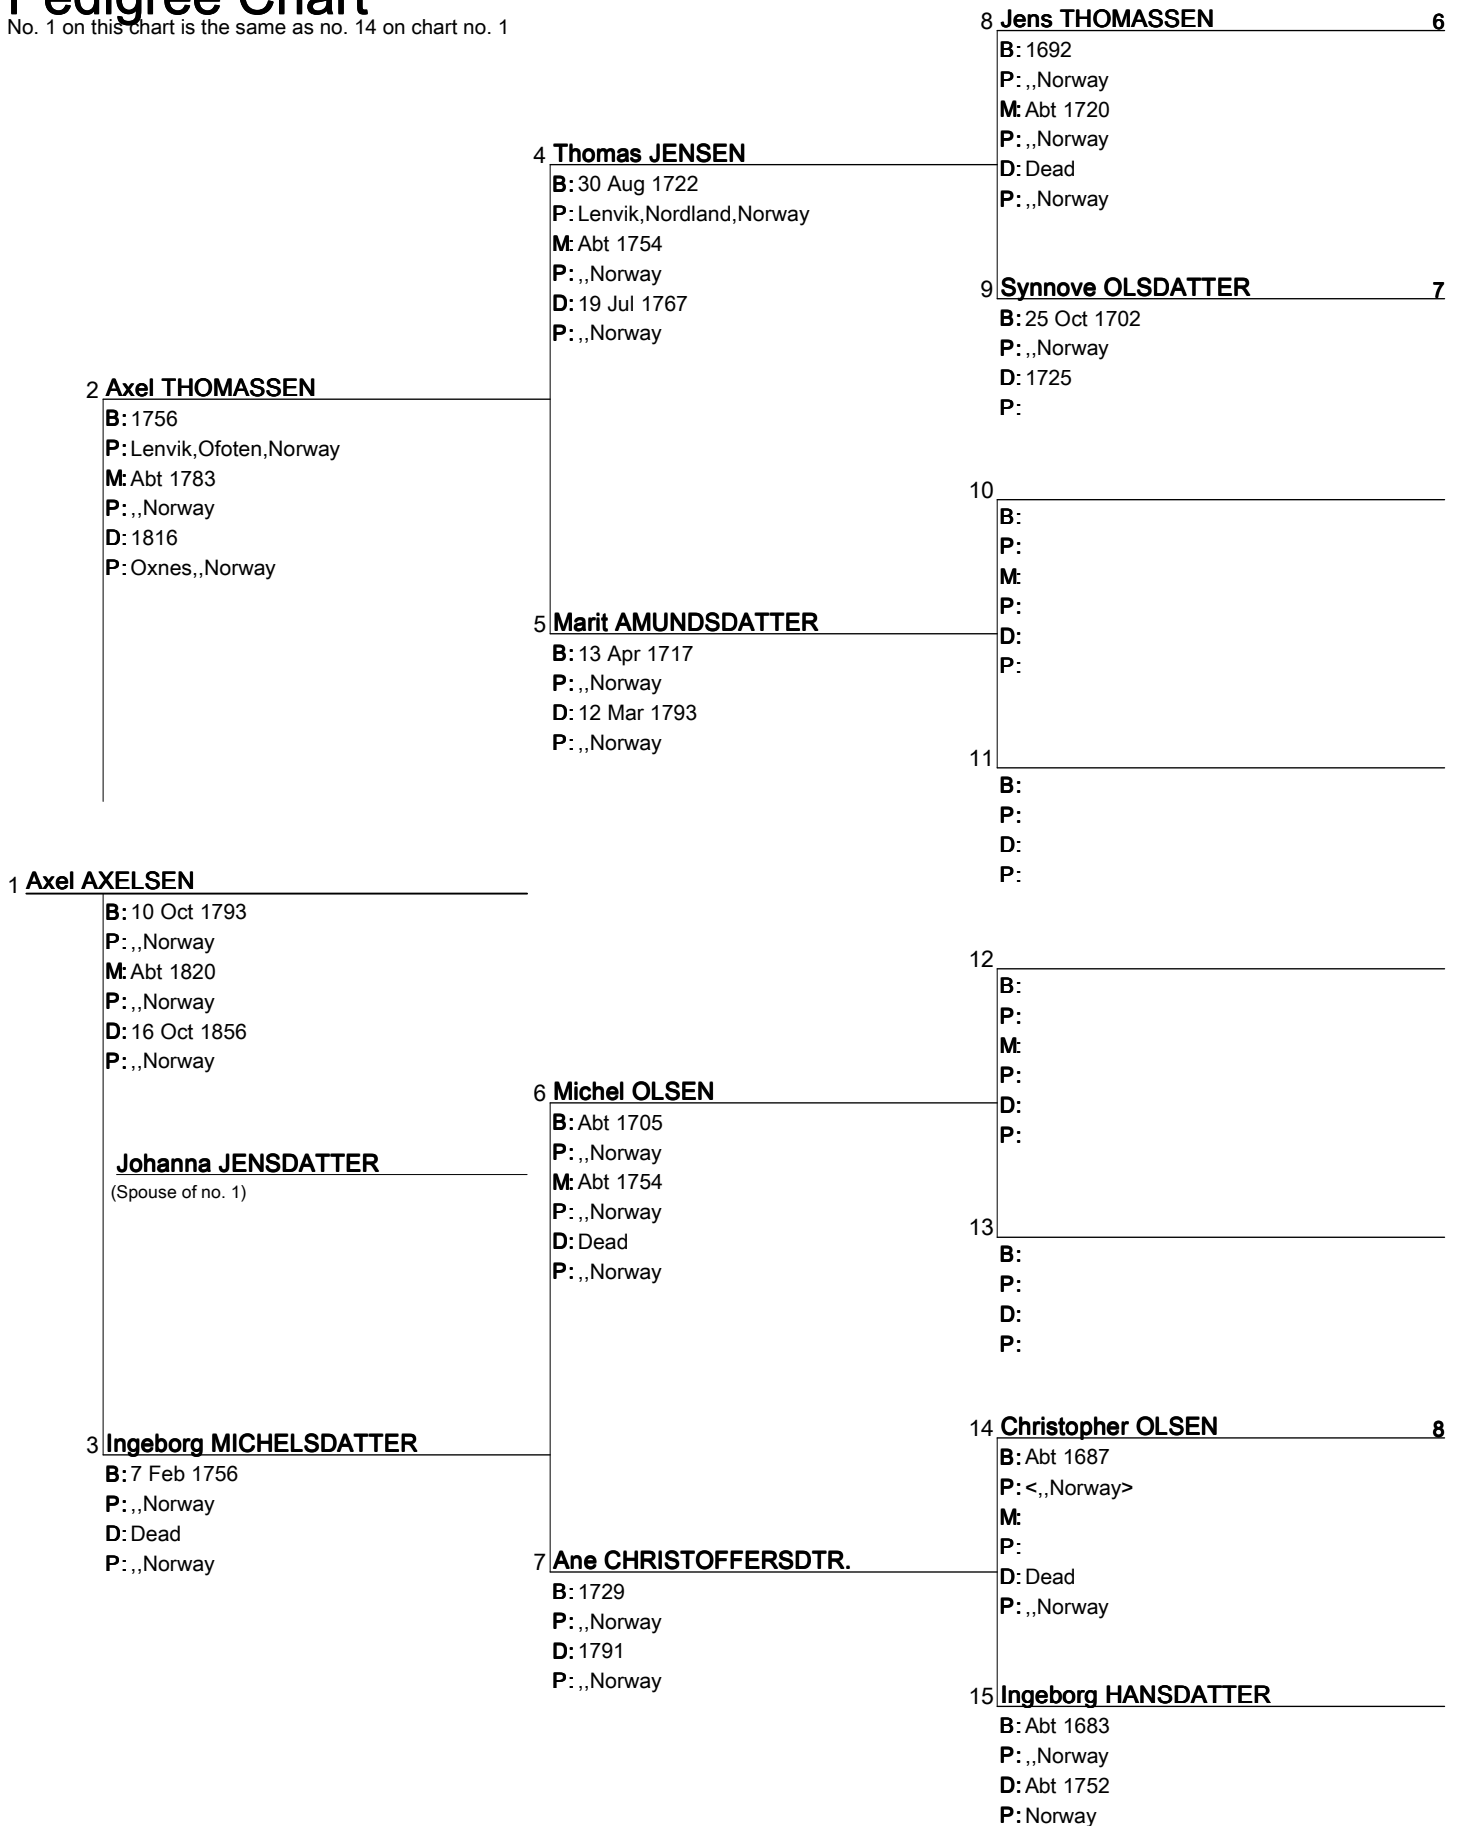 Pedigree Chart
No. 1 on this chart is the same as no. 14 on chart no. 1
8 Jens THOMASSEN 6
B: 1692
P: ,,Norway
M: Abt 1720
P: ,,Norway
D: Dead
P: ,,Norway
4 Thomas JENSEN
B: 30 Aug 1722
P: Lenvik,Nordland,Norway
M: Abt 1754
P: ,,Norway
D: 19 Jul 1767
P: ,,Norway
9 Synnove OLSDATTER 7
B: 25 Oct 1702
P: ,,Norway
D: 1725
P:
2 Axel THOMASSEN
B: 1756
P: Lenvik,Ofoten,Norway
M: Abt 1783
P: ,,Norway
D: 1816
P: Oxnes,,Norway
10
B:
P:
M:
P:
D:
P:
5 Marit AMUNDSDATTER
B: 13 Apr 1717
P: ,,Norway
D: 12 Mar 1793
P: ,,Norway
11
B:
P:
D:
P:
1 Axel AXELSEN
B: 10 Oct 1793
P: ,,Norway
M: Abt 1820
P: ,,Norway
D: 16 Oct 1856
P: ,,Norway
Johanna JENSDATTER
(Spouse of no. 1)
12
B:
P:
M:
P:
D:
P:
6 Michel OLSEN
B: Abt 1705
P: ,,Norway
M: Abt 1754
P: ,,Norway
D: Dead
P: ,,Norway
13
B:
P:
D:
P:
3 Ingeborg MICHELSDATTER
B: 7 Feb 1756
P: ,,Norway
D: Dead
P: ,,Norway
14 Christopher OLSEN 8
B: Abt 1687
P: <,,Norway>
M:
P:
D: Dead
P: ,,Norway
7 Ane CHRISTOFFERSDTR.
B: 1729
P: ,,Norway
D: 1791
P: ,,Norway
15 Ingeborg HANSDATTER
B: Abt 1683
P: ,,Norway
D: Abt 1752
P: Norway